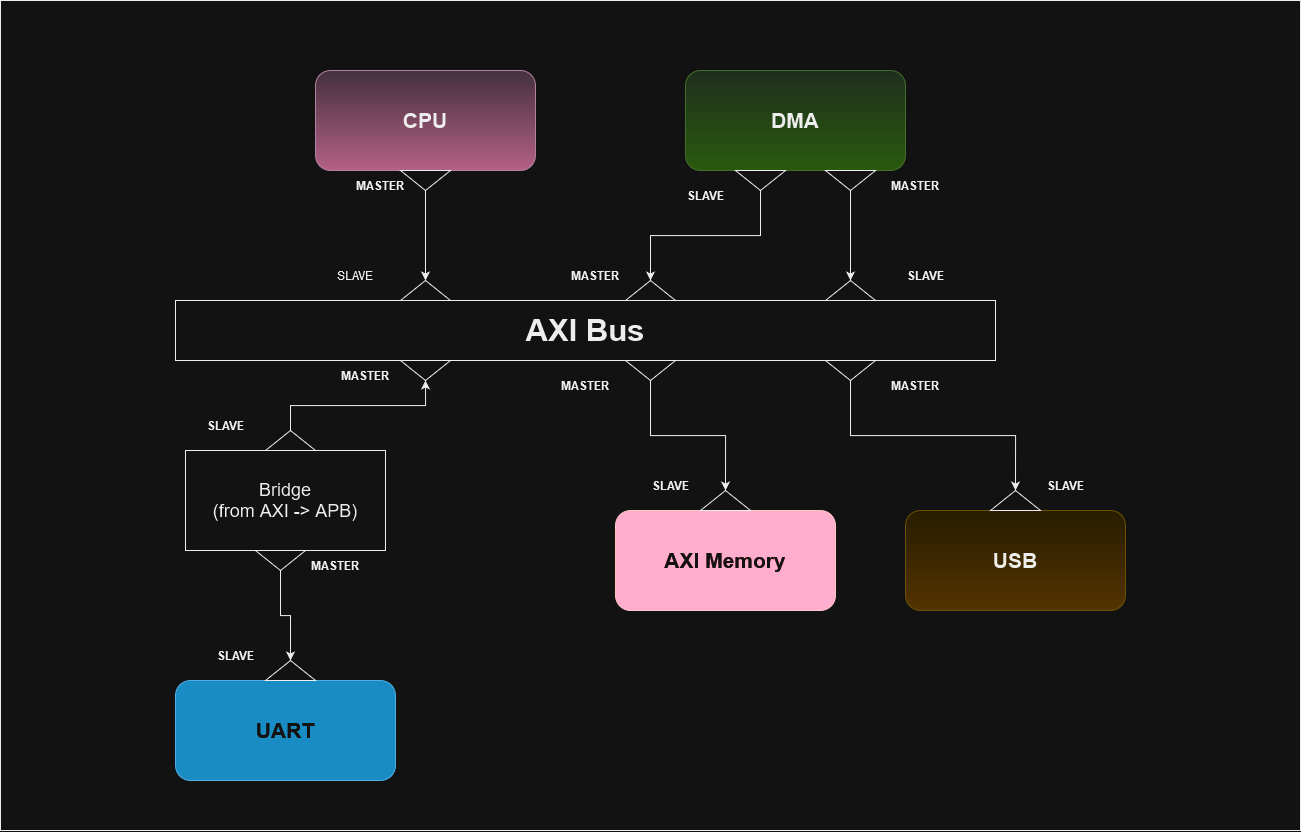 CPU
DMA
MASTER
SLAVE
MASTER
SLAVE
MASTER
SLAVE
AXI Bus
MASTER
MASTER
MASTER
SLAVE
Bridge
(from AXI -> APB)
SLAVE
SLAVE
AXI Memory
USB
MASTER
SLAVE
UART